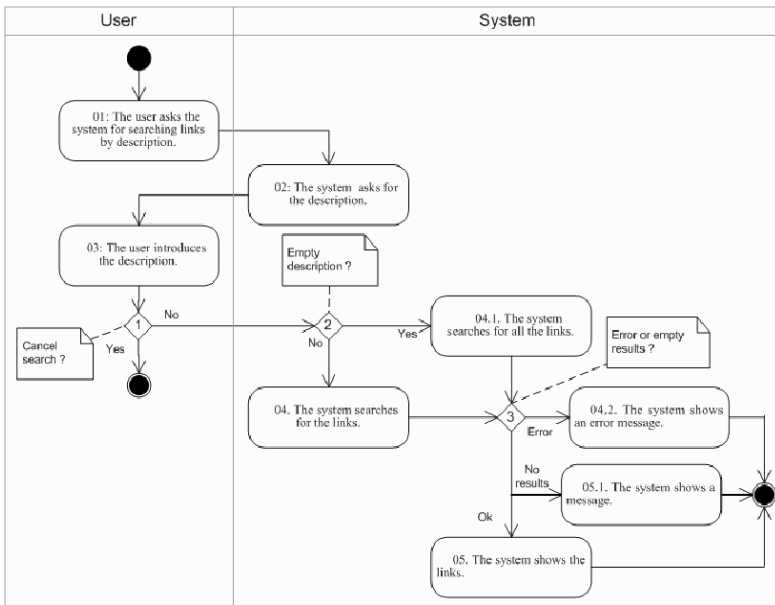 User
System
01: The user asks the
system for searching links
by description.
02: The system asks for
the description.
03: The user introduces
the description.
Empty
description ?
1
No
2
Yes
No
04.1. The system
searches for all the links.
Error or empty
results ?
Cancel
search ?
Yes
04. The system searches
for the links.
3
Error
04.2. The system shows
an error message.
No
results
05.1. The system shows a
message.
Ok
05. The system shows the
links.